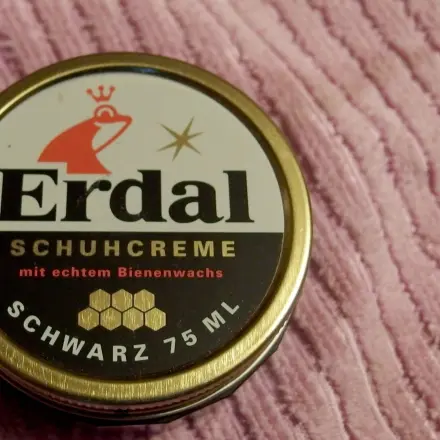 Erdal
SCHUHCREME
mit echtem Bienenwachs
SCHWARZ 75 ML